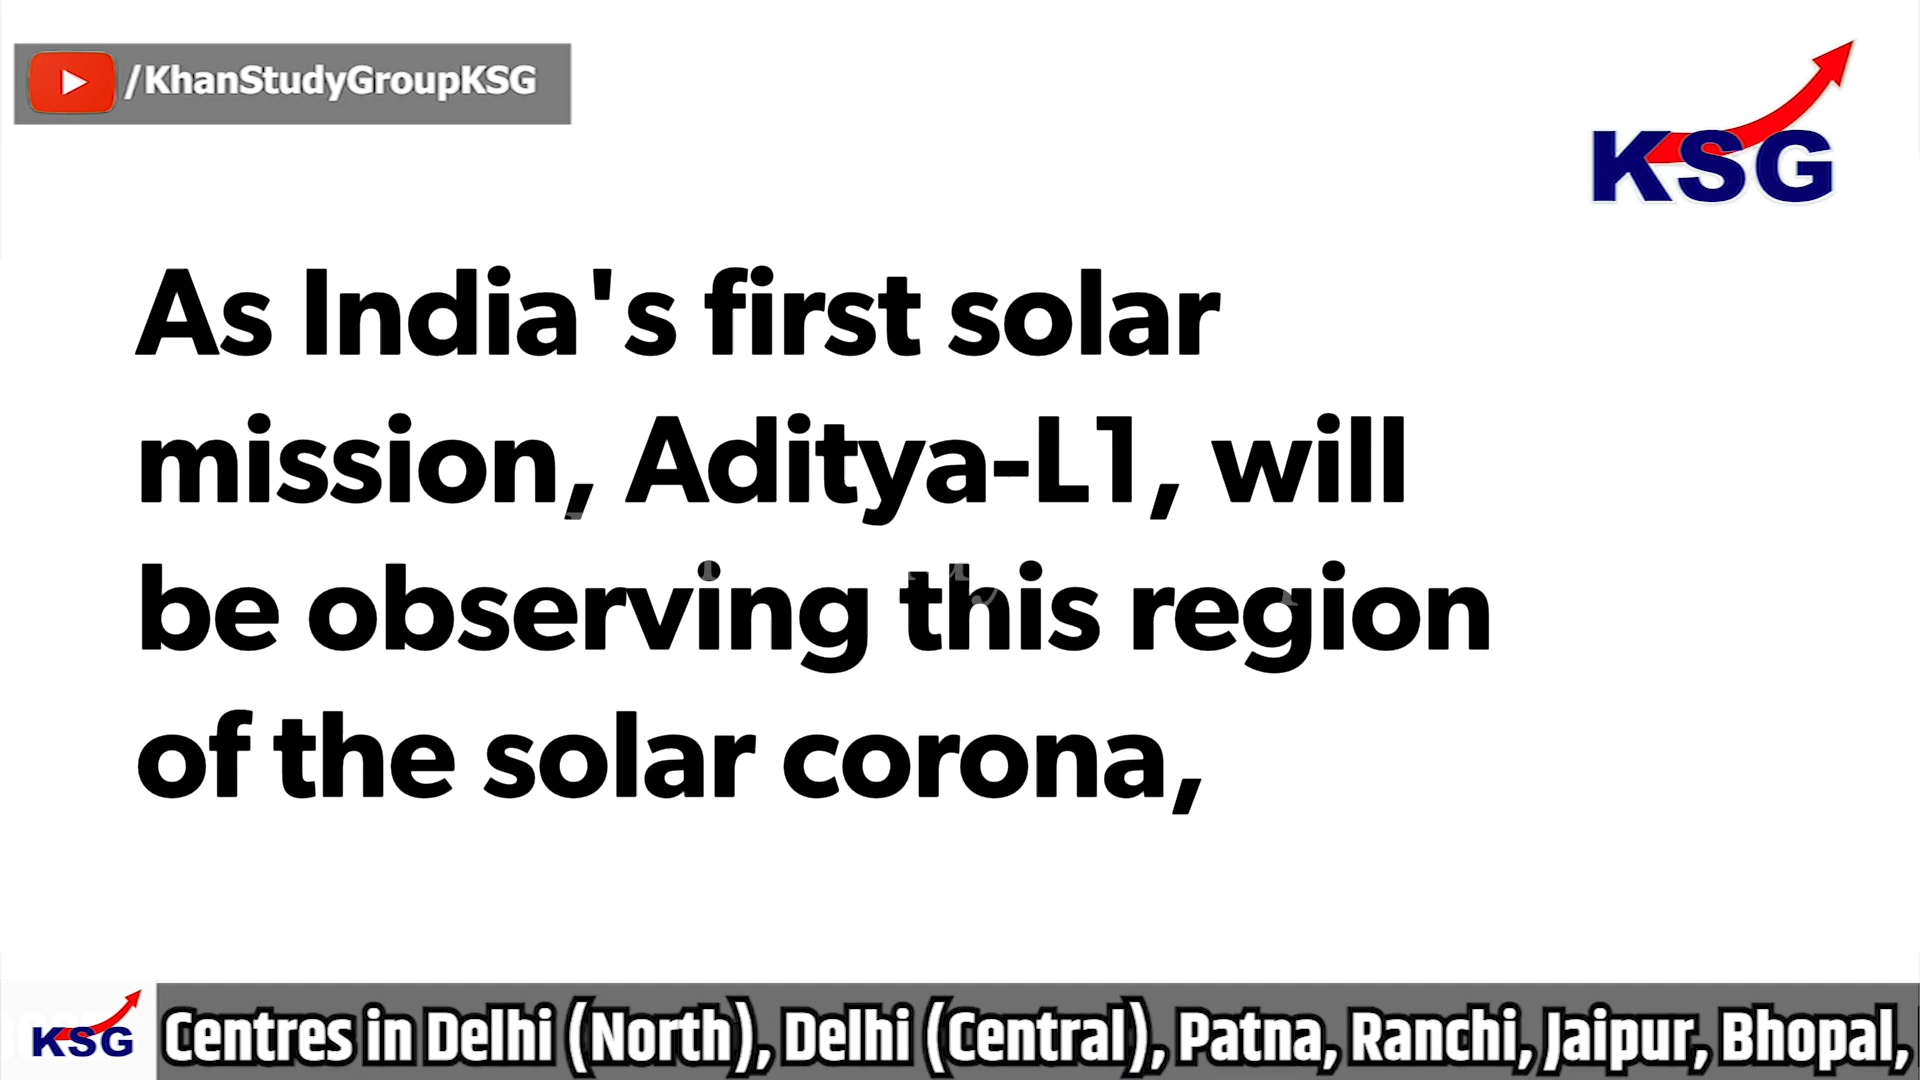 /KhanStudyGroupKSG
KSG
As India's first solar
mission, Aditya-L1, will
be observing this region
of the solar corona,
KSG
Centres in Delhi (North), Delhi (Central), Patna, Ranchi, Jaipur, Bhopal,